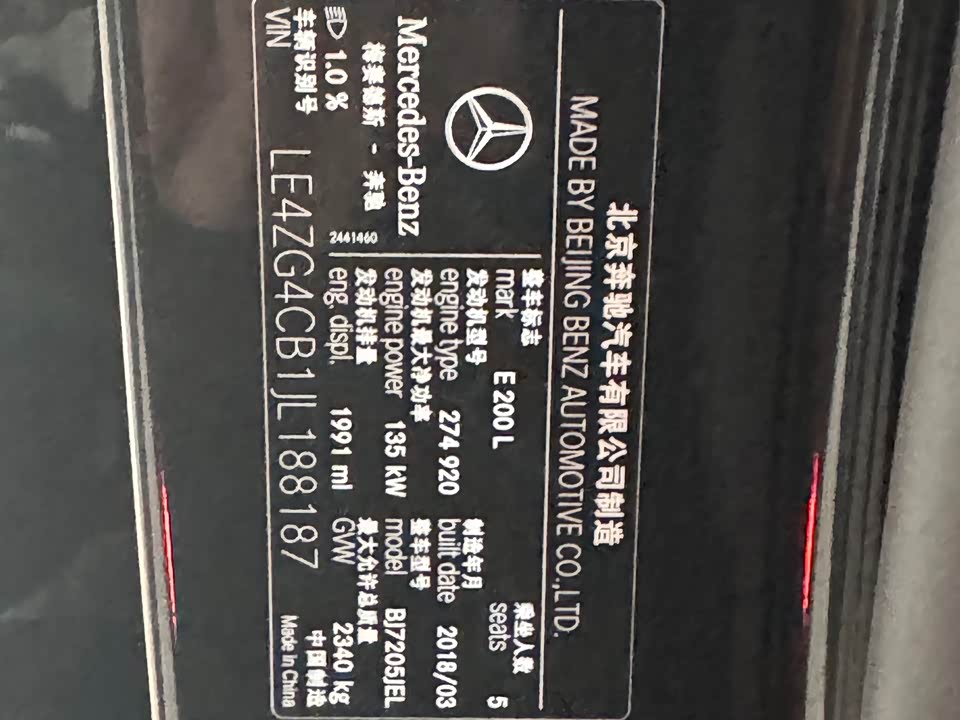 北京奔驰汽车有限公司制造
MADE BY BEIJING BENZ AUTOMOTIVE CO.,LTD.
整车标志 乘坐人数
mark E 200 L seats 5
发动机型号 制造年月
engine type 274 920 built date 2018/03
发动机最大净功率 整车型号
engine power 135 kW model BJ7205JEL
发动机排量 最大允许总质量
eng. displ. 1991 ml GVW 2340 kg
Mercedes-Benz
梅赛德斯 - 奔驰
1.0 %
2441460
车辆识别号
VIN LE4ZG4CB1JL188187
中国制造
Made In China